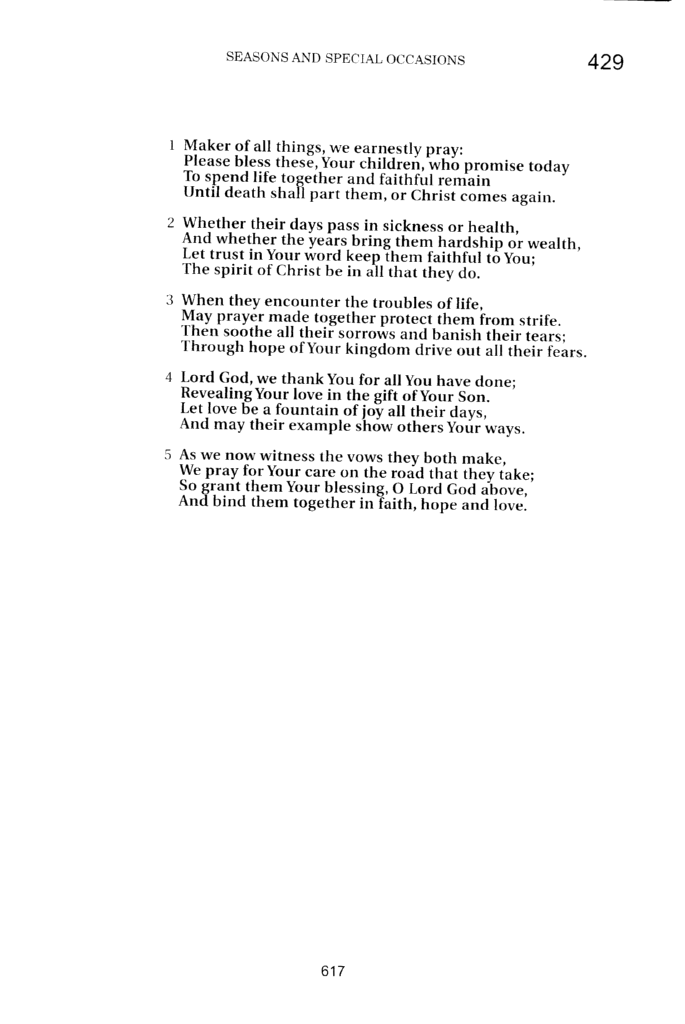 SEASONS AND SPECIAL OCCASIONS
429
1 Maker of all things, we earnestly pray:
Please bless these, Your children, who promise today
To spend life together and faithful remain
Until death shall part them, or Christ comes again.
2 Whether their days pass in sickness or health,
And whether the years bring them hardship or wealth,
Let trust in Your word keep them faithful to You;
The spirit of Christ be in all that they do.
3 When they encounter the troubles of life,
May prayer made together protect them from strife.
Then soothe all their sorrows and banish their tears;
Through hope of Your kingdom drive out all their fears.
4 Lord God, we thank You for all You have done;
Revealing Your love in the gift of Your Son.
Let love be a fountain of joy all their days,
And may their example show others Your ways.
5 As we now witness the vows they both make,
We pray for Your care on the road that they take;
So grant them Your blessing, O Lord God above,
And bind them together in faith, hope and love.
617